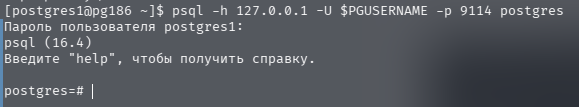 [postgres1@pg186 ~]$ psql -h 127.0.0.1 -U $PGUSERNAME -p 9114 postgres
Пароль пользователя postgres1:
psql (16.4)
Введите "help", чтобы получить справку.
postgres=#